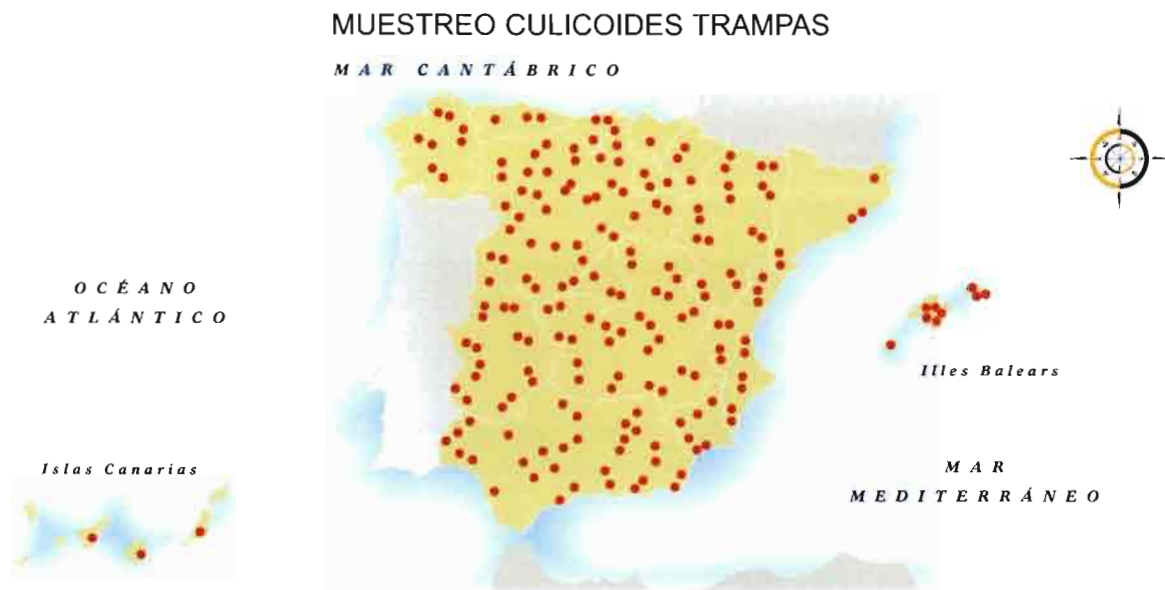 MUESTREO CULICOIDES TRAMPAS
MAR CANTÁBRICO
OCÉANO
ATLÁNTICO
Illes Balears
Islas Canarias
MAR
MEDITERRÁNEO